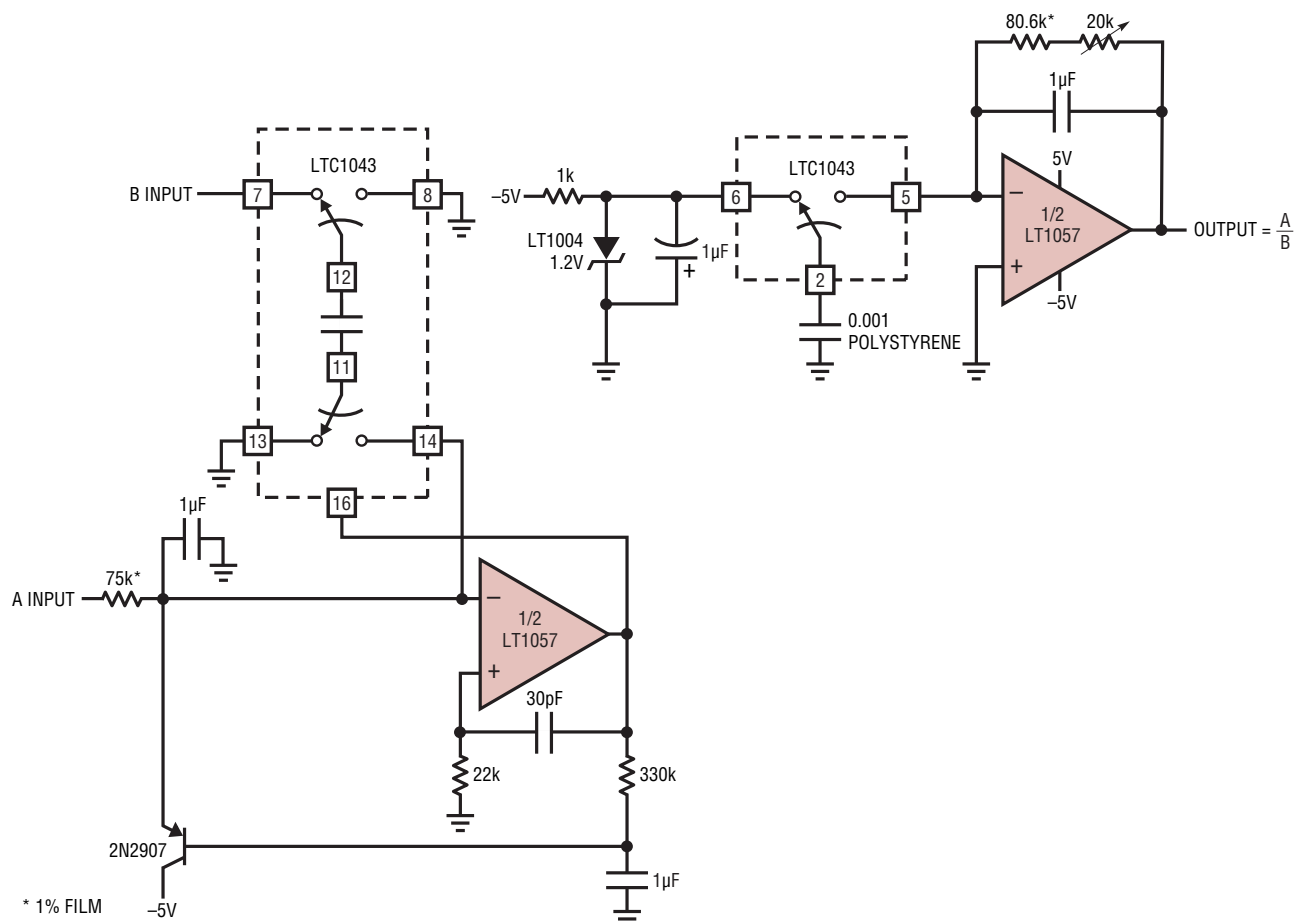 80.6k*
20k
1µF
LTC1043
B INPUT
7
8
12
11
13
14
16
–5V
1k
LT1004
1.2V
1µF
+
6
LTC1043
5
2
0.001
POLYSTYRENE
5V
–
1/2
LT1057
+
–5V
OUTPUT = A/B
1µF
A INPUT
75k*
–
1/2
LT1057
+
30pF
22k
330k
2N2907
–5V
1µF
* 1% FILM